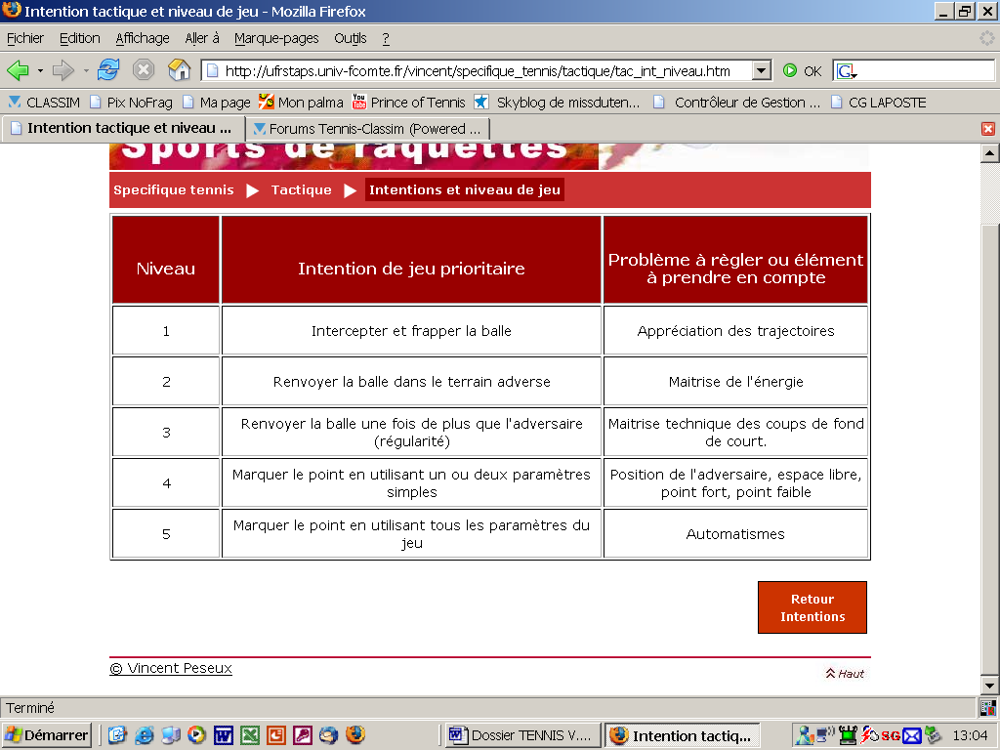 Intention tactique et niveau de jeu - Mozilla Firefox
Fichier Edition Affichage Aller à Marque-pages Outils ?
http://ufrstaps.univ-fcomte.fr/vincent/specifique_tennis/tactique/tac_int_niveau.htm OK G
CLASSIM Pix NoFrag Ma page Mon palma Prince of Tennis Skyblog de missduten... Contrôleur de Gestion ... CG LAPOSTE
Intention tactique et niveau ... Forums Tennis-Classim (Powered ...
Sports de raquettes
Specifique tennis Tactique Intentions et niveau de jeu
Niveau Intention de jeu prioritaire Problème à règler ou élément
à prendre en compte
1 Intercepter et frapper la balle Appréciation des trajectoires
2 Renvoyer la balle dans le terrain adverse Maitrise de l'énergie
3 Renvoyer la balle une fois de plus que l'adversaire
(régularité) Maitrise technique des coups de fond
de court.
4 Marquer le point en utilisant un ou deux paramètres
simples Position de l'adversaire, espace libre,
point fort, point faible
5 Marquer le point en utilisant tous les paramètres du
jeu Automatismes
Retour
Intentions
© Vincent Peseux
Haut
Terminé
Démarrer Dossier TENNIS V.... Intention tactiq... SG 13:04